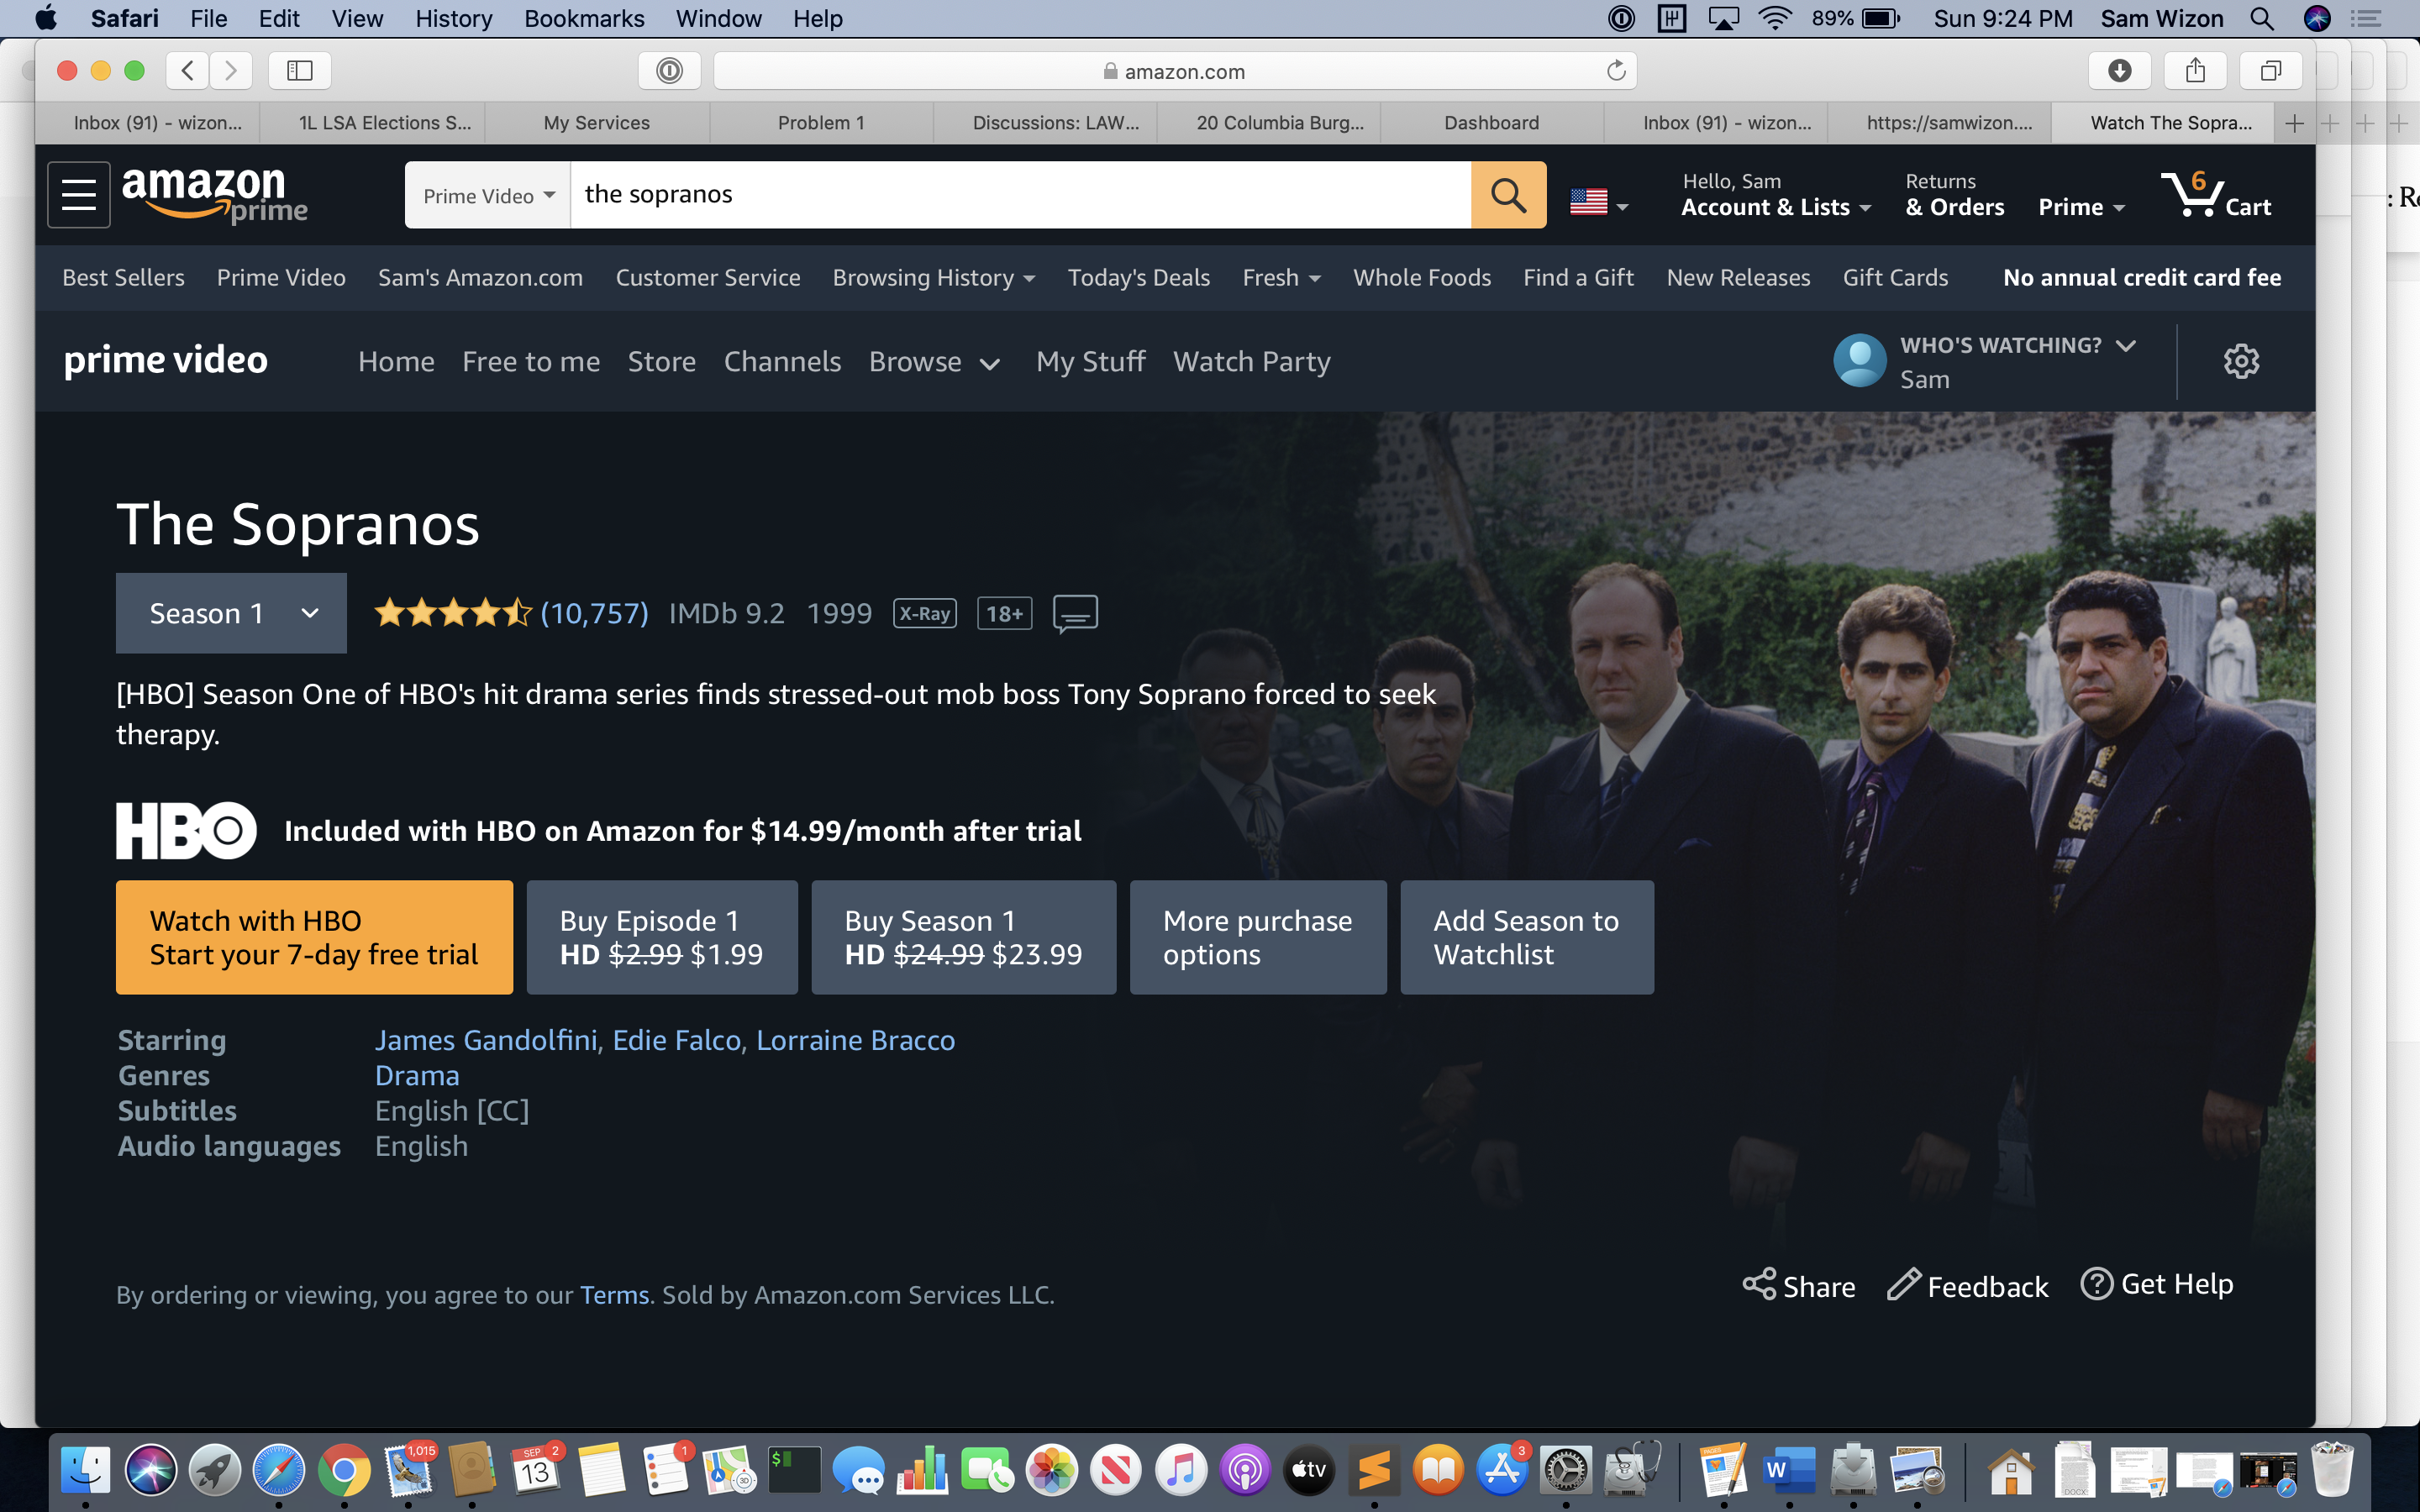 Safari File Edit View History Bookmarks Window Help 89% Sun 9:24 PM Sam Wizon
amazon.com
Inbox (91) - wizon... 1L LSA Elections S... My Services Problem 1 Discussions: LAW... 20 Columbia Burg... Dashboard Inbox (91) - wizon... https://samwizon.... Watch The Sopra...
amazon prime
Prime Video the sopranos
Hello, Sam
Account & Lists
Returns
& Orders
Prime
6
Cart
: R
Best Sellers Prime Video Sam's Amazon.com Customer Service Browsing History Today's Deals Fresh Whole Foods Find a Gift New Releases Gift Cards No annual credit card fee
prime video Home Free to me Store Channels Browse My Stuff Watch Party
WHO'S WATCHING?
Sam
The Sopranos
Season 1 (10,757) IMDb 9.2 1999 X-Ray 18+
[HBO] Season One of HBO's hit drama series finds stressed-out mob boss Tony Soprano forced to seek
therapy.
HBO Included with HBO on Amazon for $14.99/month after trial
Watch with HBO
Start your 7-day free trial
Buy Episode 1
HD $2.99 $1.99
Buy Season 1
HD $24.99 $23.99
More purchase
options
Add Season to
Watchlist
Starring James Gandolfini, Edie Falco, Lorraine Bracco
Genres Drama
Subtitles English [CC]
Audio languages English
By ordering or viewing, you agree to our Terms. Sold by Amazon.com Services LLC.
Share Feedback Get Help
1,015
SEP
13
2
1
3D
$
tv
3
PAGES
W
DOCX